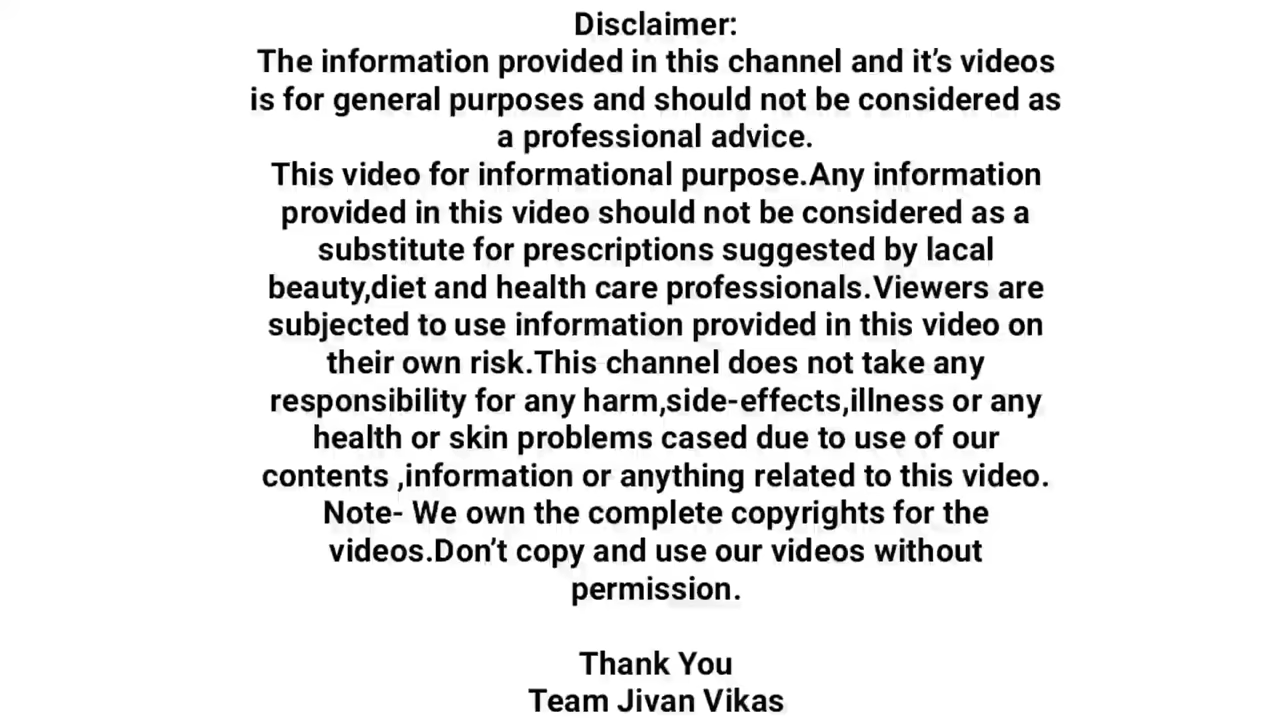 Disclaimer:
The information provided in this channel and it's videos
is for general purposes and should not be considered as
a professional advice.
This video for informational purpose.Any information
provided in this video should not be considered as a
substitute for prescriptions suggested by lacal
beauty,diet and health care professionals.Viewers are
subjected to use information provided in this video on
their own risk.This channel does not take any
responsibility for any harm,side-effects,illness or any
health or skin problems cased due to use of our
contents ,information or anything related to this video.
Note- We own the complete copyrights for the
videos.Don't copy and use our videos without
permission.
Thank You
Team Jivan Vikas